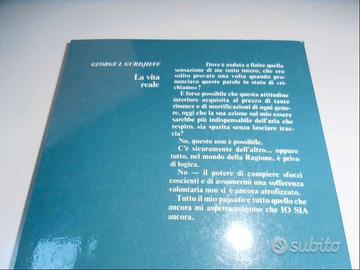 GEORGE I. GURDJIEFF
La vita
reale
Dove è andata a finire quella
sensazione di me tutto intero, che ero
solito provare una volta quando pro-
nunciavo queste parole in stato di «ri-
chiamo»?
È forse possibile che questa attitudine
interiore acquisita al prezzo di tante
rinunce e di mortificazioni di ogni gene-
re, oggi che la sua azione sul mio essere
sarebbe più indispensabile dell'aria che
respiro, sia sparita senza lasciare trac-
cia?
No, questo non è possibile.
C'è sicuramente dell'altro... oppure
tutto, nel mondo della Ragione, è privo
di logica.
No — il potere di compiere sforzi
coscienti e di assumermi una sofferenza
volontaria non si è ancora atrofizzato.
Tutto il mio passato e tutto quello che
ancora mi aspetta esigono che IO SIA
ancora.
subito